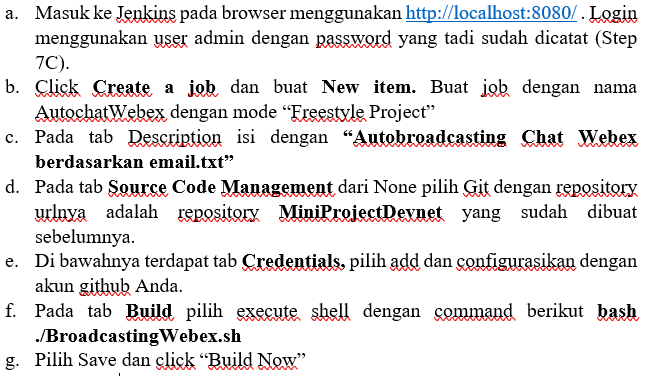 a. Masuk ke Jenkins pada browser menggunakan http://localhost:8080/ . Login
menggunakan user admin dengan password yang tadi sudah dicatat (Step
7C).
b. Click Create a job dan buat New item. Buat job dengan nama
AutochatWebex dengan mode “Freestyle Project”
c. Pada tab Description isi dengan “Autobroadcasting Chat Webex
berdasarkan email.txt”
d. Pada tab Source Code Management dari None pilih Git dengan repository
urlnya adalah repository MiniProjectDevnet yang sudah dibuat
sebelumnya.
e. Di bawahnya terdapat tab Credentials, pilih add dan configurasikan dengan
akun github Anda.
f. Pada tab Build pilih execute shell dengan command berikut bash
./BroadcastingWebex.sh
g. Pilih Save dan click “Build Now”